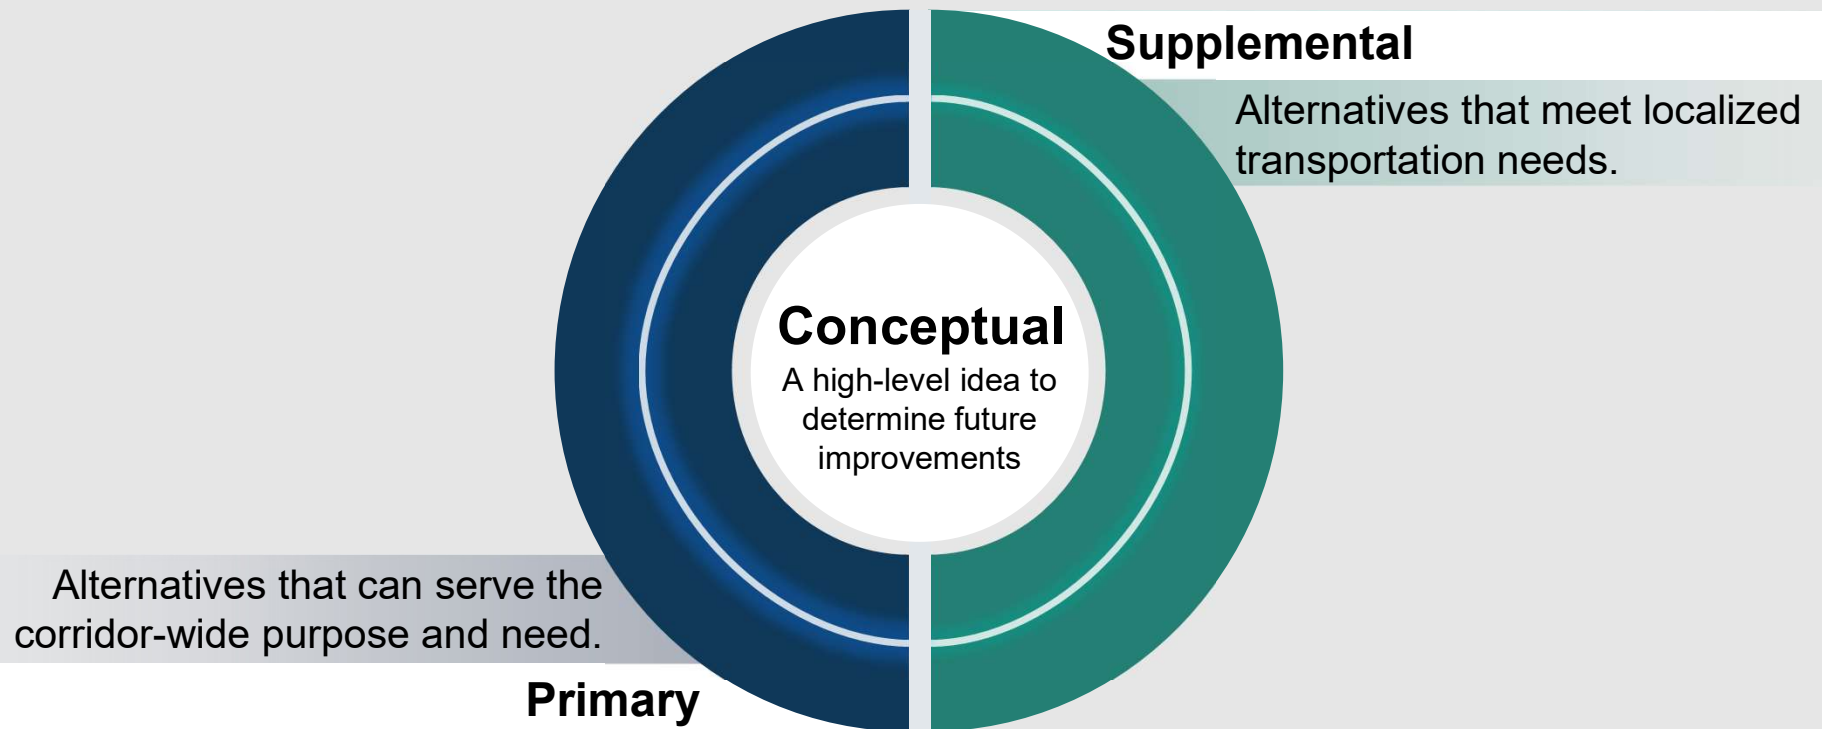 Supplemental
Alternatives that meet localized
transportation needs.
Conceptual
A high-level idea to
determine future
improvements
Alternatives that can serve the
corridor-wide purpose and need.
Primary